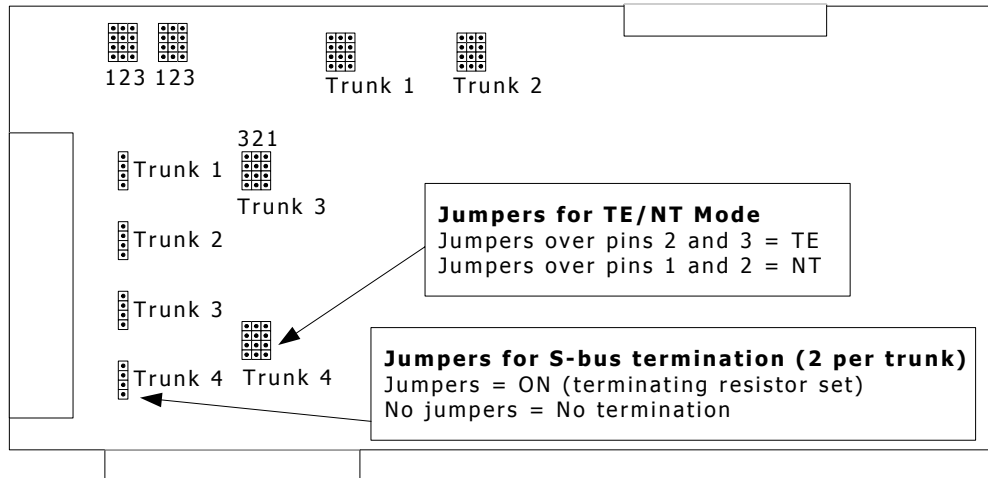 123 123
Trunk 1
Trunk 2
321
Trunk 1
Trunk 3
Trunk 2
Trunk 3
Trunk 4
Trunk 4
Jumpers for TE/NT Mode
Jumpers over pins 2 and 3 = TE
Jumpers over pins 1 and 2 = NT
Jumpers for S-bus termination (2 per trunk)
Jumpers = ON (terminating resistor set)
No jumpers = No termination